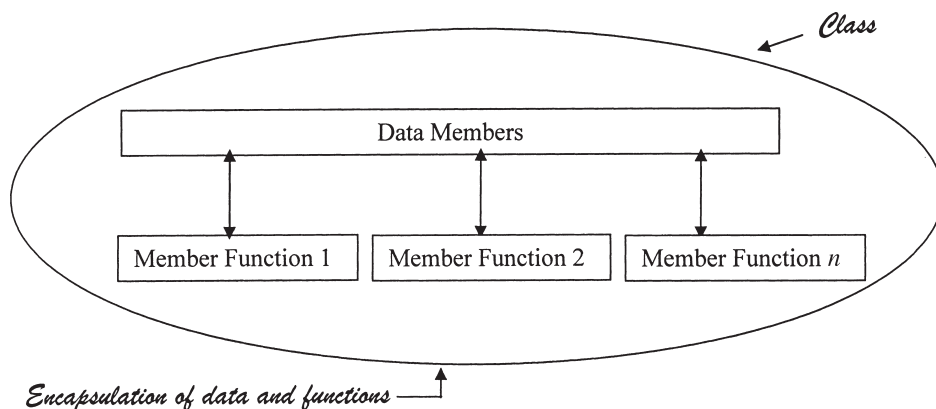 Class
Data Members
Member Function 1
Member Function 2
Member Function n
Encapsulation of data and functions